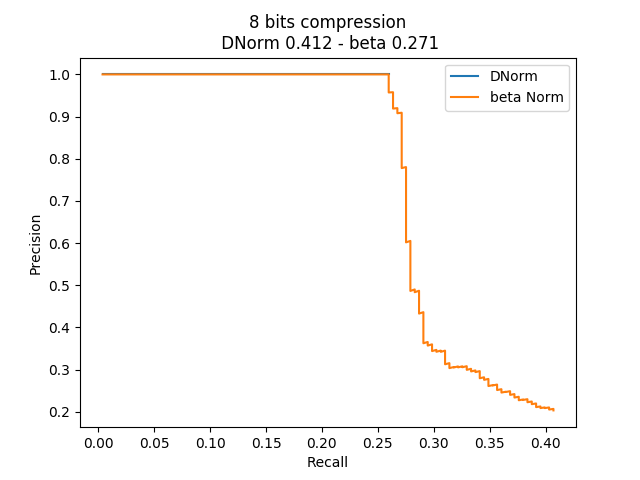 8 bits compression
DNorm 0.412 - beta 0.271
DNorm
beta Norm
Precision
1.0
0.9
0.8
0.7
0.6
0.5
0.4
0.3
0.2
0.00 0.05 0.10 0.15 0.20 0.25 0.30 0.35 0.40
Recall